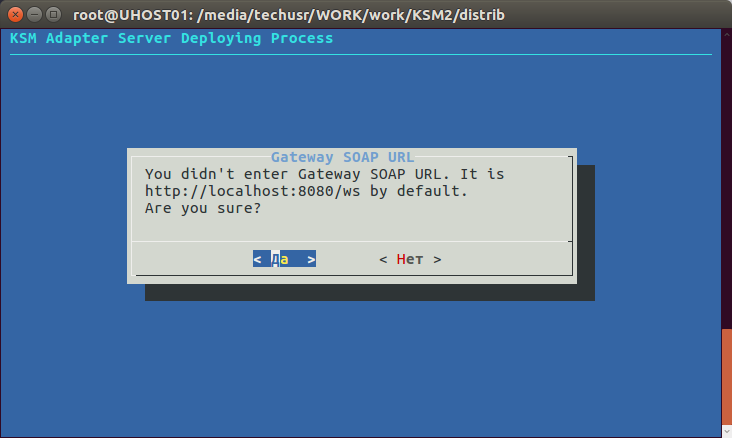 root@UHOST01: /media/techusr/WORK/work/KSM2/distrib
KSM Adapter Server Deploying Process
Gateway SOAP URL
You didn't enter Gateway SOAP URL. It is
http://localhost:8080/ws by default.
Are you sure?
< Да > < Нет >